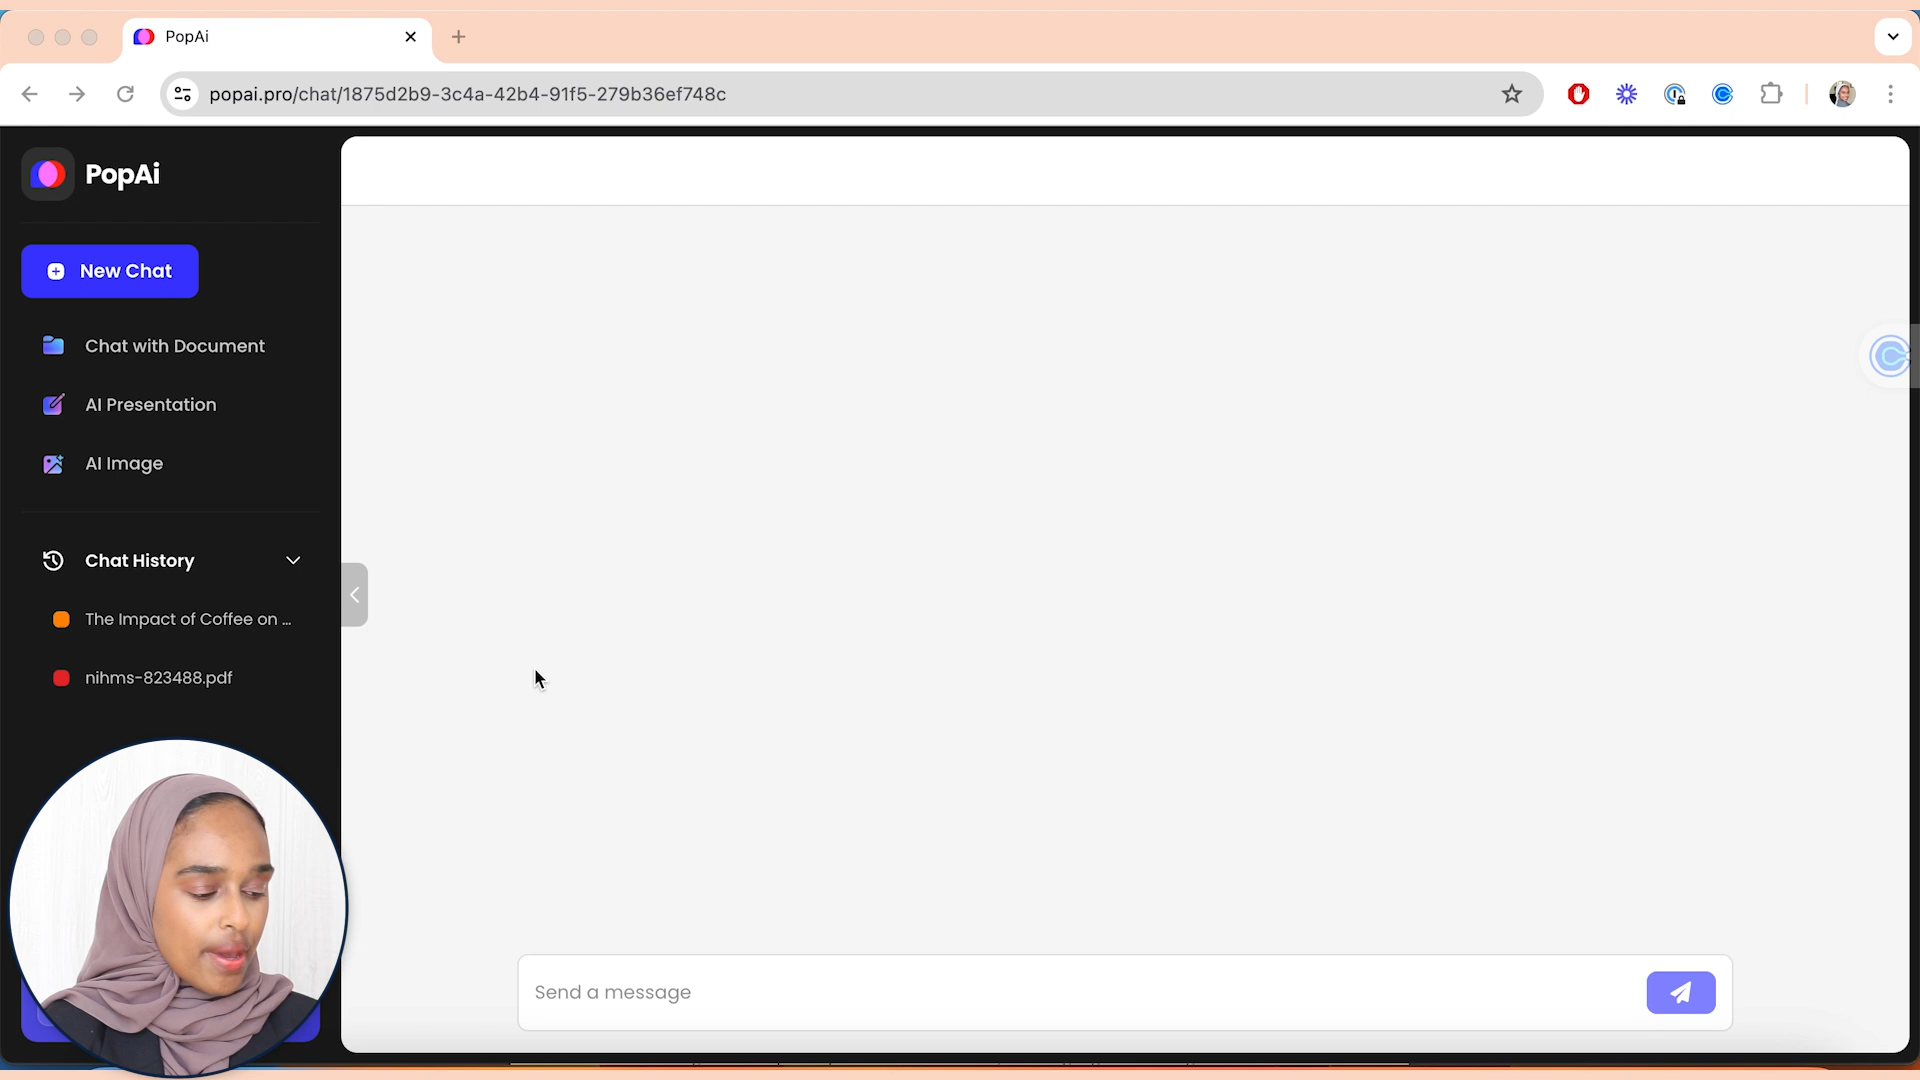 PopAi
popai.pro/chat/1875d2b9-3c4a-42b4-91f5-279b36ef748c
PopAi
New Chat
Chat with Document
AI Presentation
AI Image
Chat History
The Impact of Coffee on ...
nihms-823488.pdf
Send a message